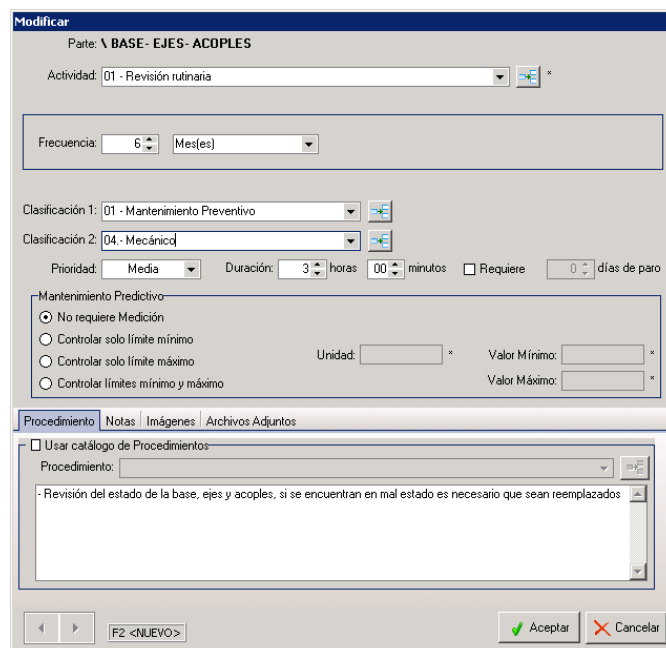 Modificar
Parte: \ BASE- EJES- ACOPLES
Actividad: 01 - Revisión rutinaria *
Frecuencia: 6 Mes(es)
Clasificación 1: 01 - Mantenimiento Preventivo
Clasificación 2: 04.- Mecánico
Prioridad: Media Duración: 3 horas 00 minutos Requiere 0 días de paro
Mantenimiento Predictivo
No requiere Medición
Controlar solo límite mínimo
Unidad: * Valor Mínimo: *
Controlar solo límite máximo
Controlar límites mínimo y máximo Valor Máximo: *
Procedimiento Notas Imágenes Archivos Adjuntos
Usar catálogo de Procedimientos
Procedimiento:
- Revisión del estado de la base, ejes y acoples, si se encuentran en mal estado es necesario que sean reemplazados
F2 <NUEVO> Aceptar Cancelar